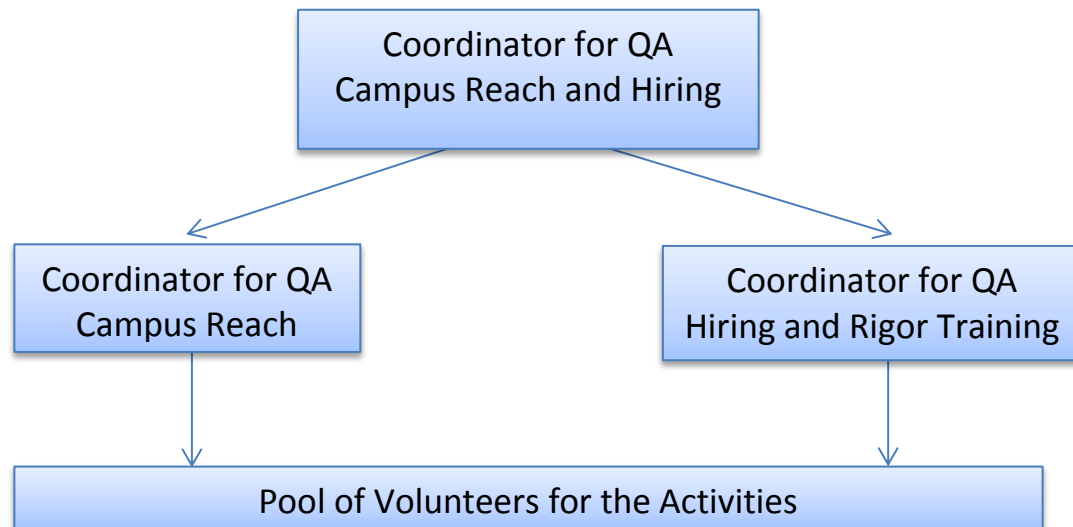 Coordinator for QA
Campus Reach and Hiring
Coordinator for QA
Campus Reach
Coordinator for QA
Hiring and Rigor Training
Pool of Volunteers for the Activities